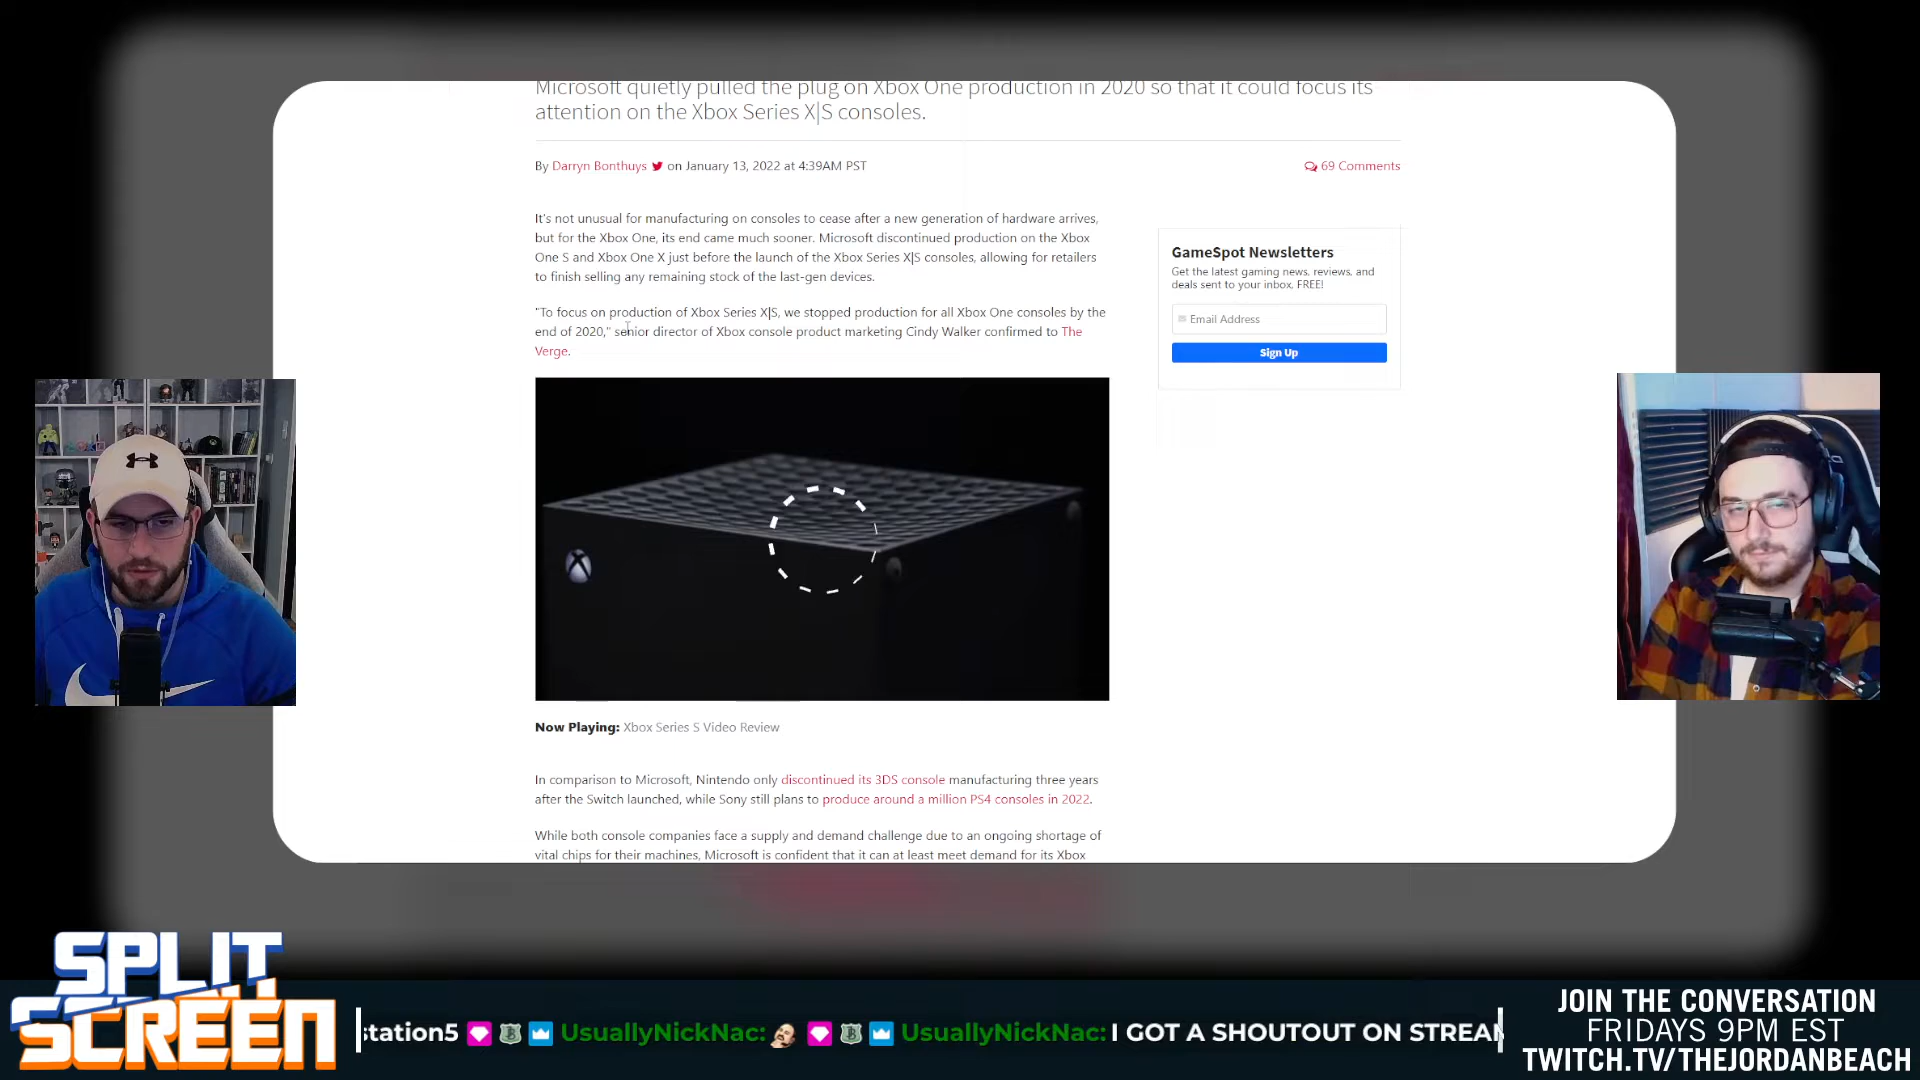 Microsoft quietly pulled the plug on Xbox One production in 2020 so that it could focus its
attention on the Xbox Series X|S consoles.
By Darryn Bonthuys on January 13, 2022 at 4:39AM PST
69 Comments
It's not unusual for manufacturing on consoles to cease after a new generation of hardware arrives,
but for the Xbox One, its end came much sooner. Microsoft discontinued production on the Xbox
One S and Xbox One X just before the launch of the Xbox Series X|S consoles, allowing for retailers
to finish selling any remaining stock of the last-gen devices.
"To focus on production of Xbox Series X|S, we stopped production for all Xbox One consoles by the
end of 2020," senior director of Xbox console product marketing Cindy Walker confirmed to The
Verge.
GameSpot Newsletters
Get the latest gaming news, reviews, and
deals sent to your inbox, FREE!
Email Address
Sign Up
Now Playing: Xbox Series S Video Review
In comparison to Microsoft, Nintendo only discontinued its 3DS console manufacturing three years
after the Switch launched, while Sony still plans to produce around a million PS4 consoles in 2022.
While both console companies face a supply and demand challenge due to an ongoing shortage of
vital chips for their machines, Microsoft is confident that it can at least meet demand for its Xbox
SPLIT
SCREEN
station5 UsuallyNickNac: UsuallyNickNac: I GOT A SHOUTOUT ON STREAM
JOIN THE CONVERSATION
FRIDAYS 9PM EST
TWITCH.TV/THEJORDANBEACH